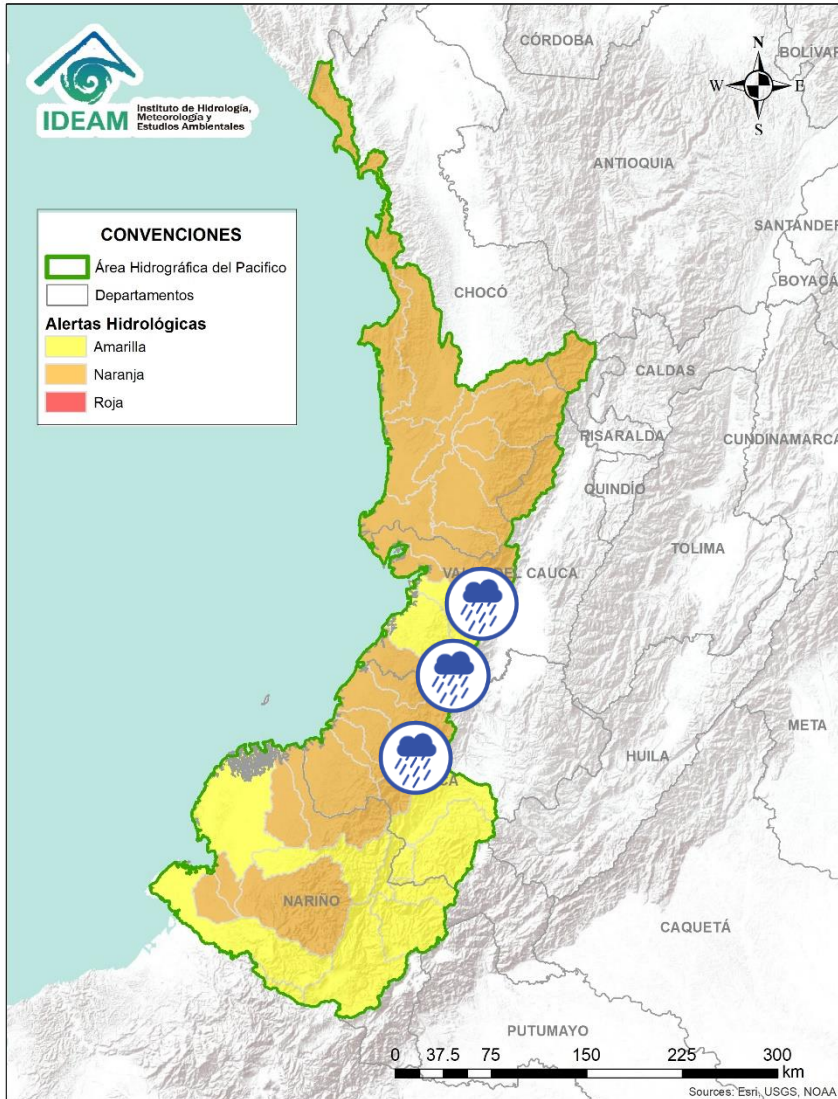 IDEAM
Instituto de Hidrología,
Meteorología y
Estudios Ambientales
CÓRDOBA
BOLÍVAR
N
W
E
S
ANTIOQUIA
SANTANDER
BOYACÁ
CONVENCIONES
Área Hidrográfica del Pacifico
Departamentos
Alertas Hidrológicas
Amarilla
Naranja
Roja
CHOCÓ
CALDAS
RISARALDA
CUNDINAMARCA
QUINDÍO
TOLIMA
DEL CAUCA
META
HUILA
NARIÑO
CAQUETÁ
PUTUMAYO
0 37.5 75 150 225 300
km
Sources: Esri, USGS, NOAA